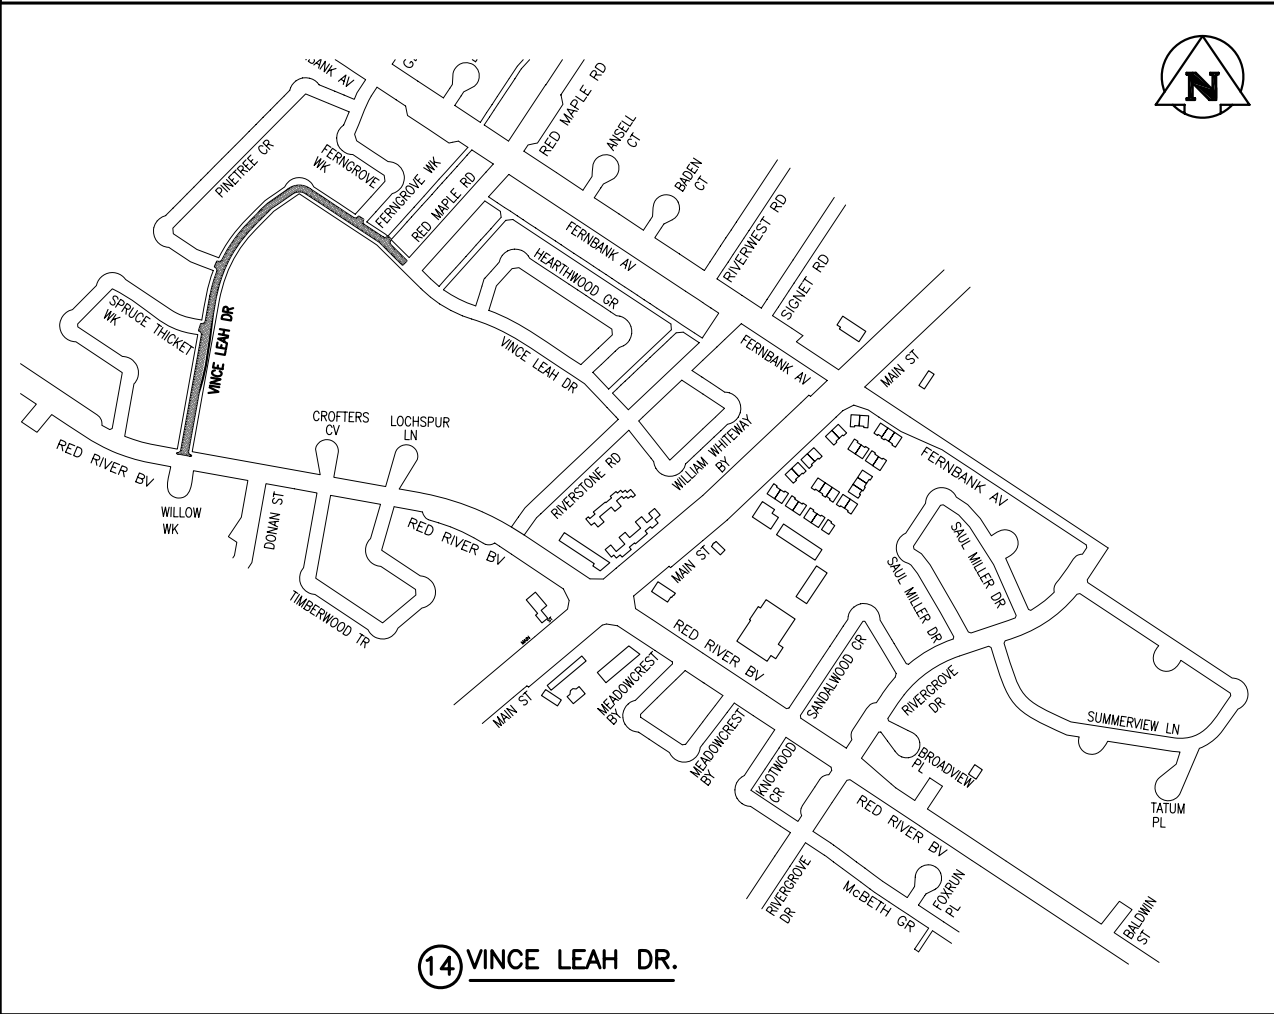 BANK AV
RED MAPLE RD
ANSELL
CT
BADEN
CT
N
PINETREE CR
FERNGROVE
WK
FERNGROVE WK
RED MAPLE RD
FERNBANK AV
RIVERWEST RD
SIGNET RD
HEARTHWOOD GR
SPRUCE THICKET
WK
VINCE LEAH DR
VINCE LEAH DR
FERNBANK AV
MAIN ST
CROFTERS
CV
LOCHSPUR
LN
WILLIAM WHITEWAY
BY
RED RIVER BV
RIVERSTONE RD
FERNBANK AV
WILLOW
WK
DONAN ST
RED RIVER BV
SAUL MILLER DR
SAUL MILLER DR
MAIN ST
TIMBERWOOD TR
RED RIVER BV
MAIN ST
MEADOWCREST
BY
SANDALWOOD CR
RIVERGROVE
DR
SUMMERVIEW LN
MEADOWCREST
BY
KNOTWOOD
CR
BROADVIEW
PL
TATUM
PL
RED RIVER BV
RIVERGROVE
DR
McBETH GR
FOXRUN
PL
BALDWIN
ST
14 VINCE LEAH DR.